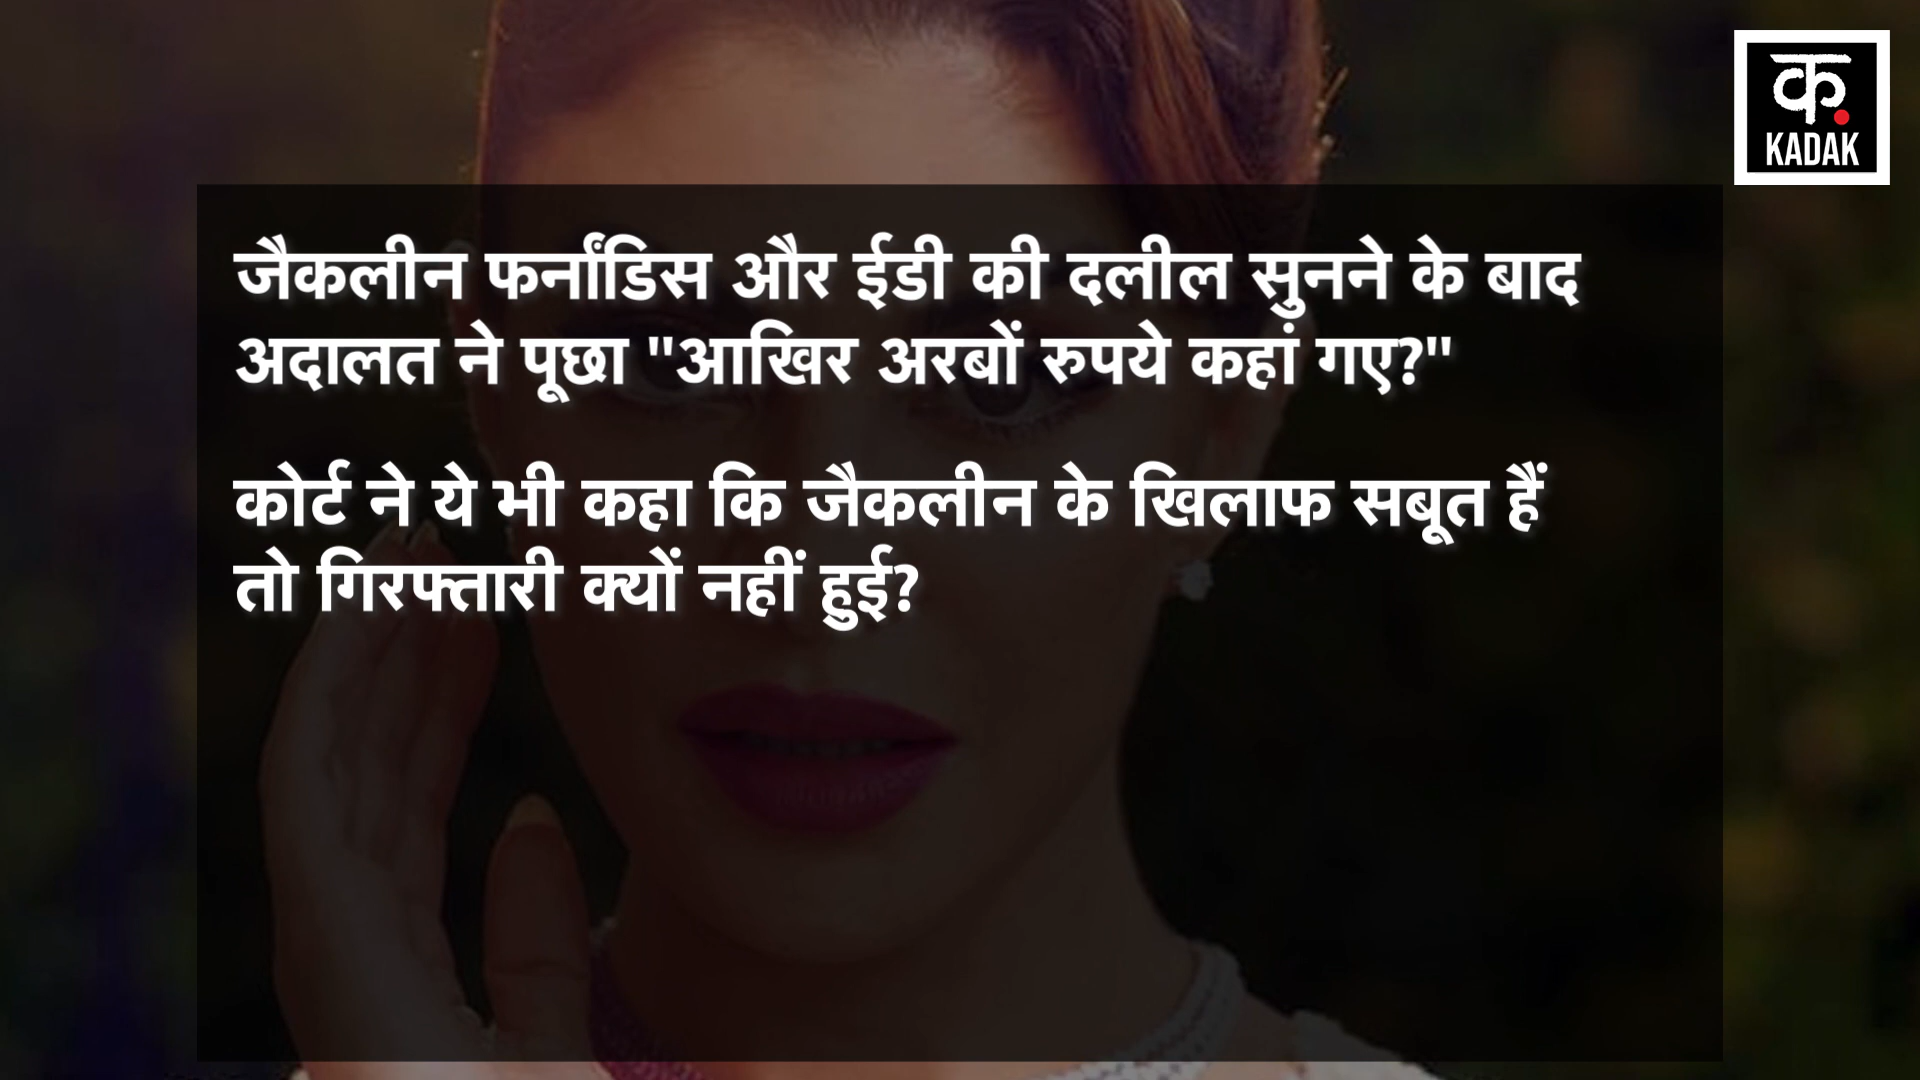 क
KADAK
जैकलीन फर्नांडिस और ईडी की दलील सुनने के बाद
अदालत ने पूछा "आखिर अरबों रुपये कहां गए?"
कोर्ट ने ये भी कहा कि जैकलीन के खिलाफ सबूत हैं
तो गिरफ्तारी क्यों नहीं हुई?